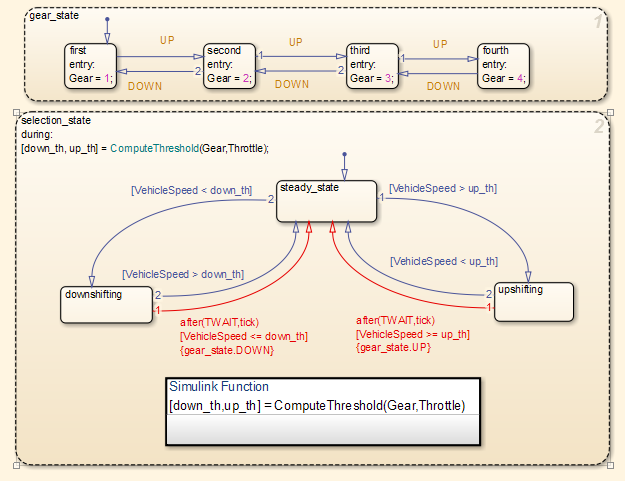 gear_state
1
first
entry:
Gear = 1;
UP
DOWN
second
entry:
Gear = 2;
2
1
UP
DOWN
third
entry:
Gear = 3;
2
1
UP
DOWN
fourth
entry:
Gear = 4;
selection_state
2
during:
[down_th, up_th] = ComputeThreshold(Gear,Throttle);
[VehicleSpeed < down_th]
2
steady_state
1
[VehicleSpeed > up_th]
[VehicleSpeed > down_th]
[VehicleSpeed < up_th]
downshifting
2
1
upshifting
2
1
after(TWAIT,tick)
[VehicleSpeed <= down_th]
{gear_state.DOWN}
after(TWAIT,tick)
[VehicleSpeed >= up_th]
{gear_state.UP}
Simulink Function
[down_th,up_th] = ComputeThreshold(Gear,Throttle)